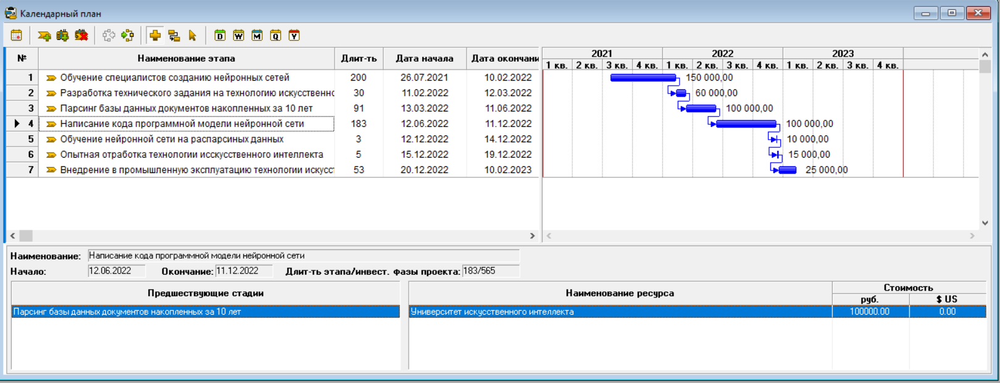 Календарный план
D W M Q Y
№ Наименование этапа Длит-ть Дата начала Дата окончани
2021 2022 2023
1 кв. 2 кв. 3 кв. 4 кв. 1 кв. 2 кв. 3 кв. 4 кв. 1 кв. 2 кв. 3 кв. 4 кв.
1 Обучение специалистов созданию нейронных сетей 200 26.07.2021 10.02.2022 150 000,00
2 Разработка технического задания на технологию искусственно 30 11.02.2022 12.03.2022 60 000,00
3 Парсинг базы данных документов накопленных за 10 лет 91 13.03.2022 11.06.2022 100 000,00
4 Написание кода программной модели нейронной сети 183 12.06.2022 11.12.2022 100 000,00
5 Обучение нейронной сети на распарсиных данных 3 12.12.2022 14.12.2022 10 000,00
6 Опытная отработка технологии исскусственного интеллекта 5 15.12.2022 19.12.2022 15 000,00
7 Внедрение в промышленную эксплуатацию технологии искусст 53 20.12.2022 10.02.2023 25 000,00
Наименование: Написание кода программной модели нейронной сети
Начало: 12.06.2022 Окончание: 11.12.2022 Длит-ть этапа/инвест. фазы проекта: 183/565
Предшествующие стадии
Парсинг базы данных документов накопленных за 10 лет
Наименование ресурса Стоимость
руб. $ US
Университет искусственного интеллекта 100000.00 0.00